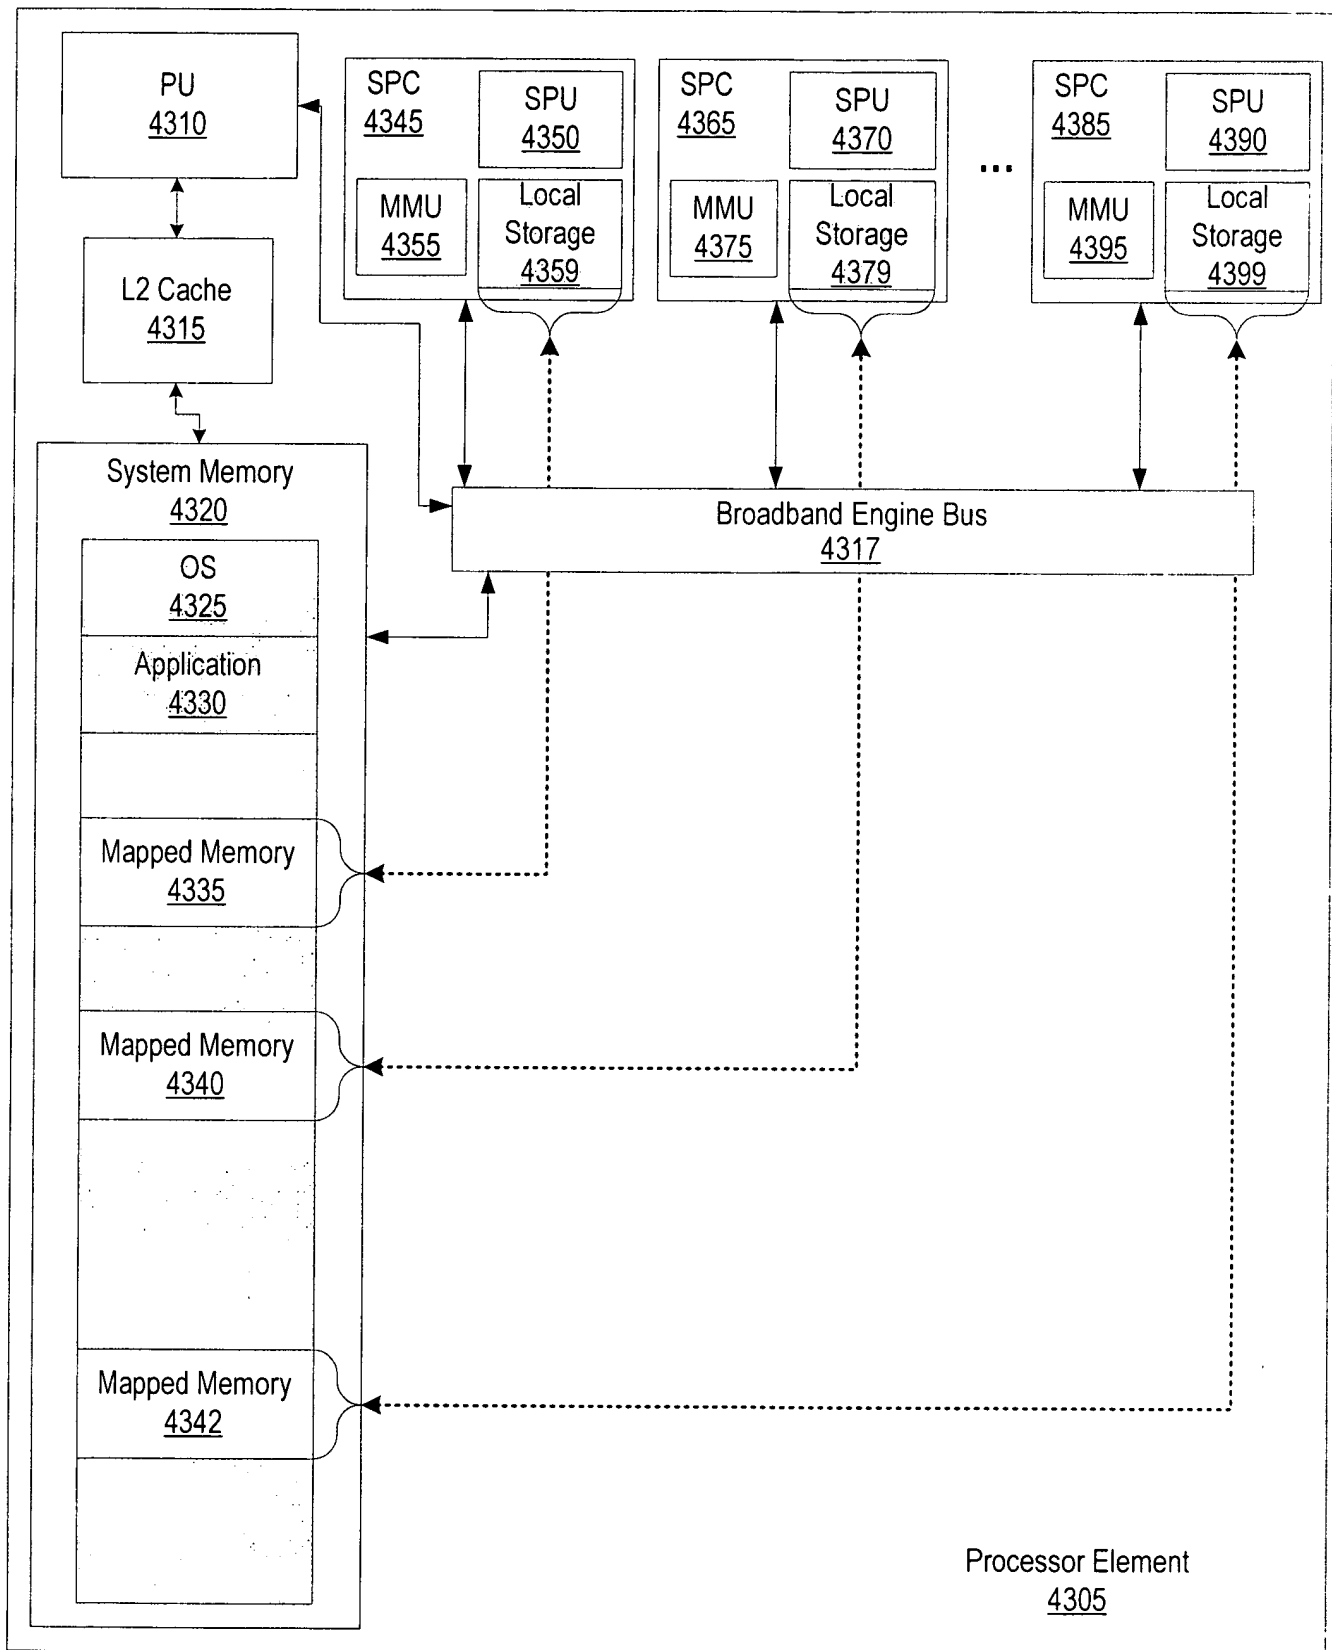 PU
4310
L2 Cache
4315
SPC
4345
SPU
4350
MMU
4355
Local
Storage
4359
SPC
4365
SPU
4370
MMU
4375
Local
Storage
4379
...
SPC
4385
SPU
4390
MMU
4395
Local
Storage
4399
Broadband Engine Bus
4317
System Memory
4320
OS
4325
Application
4330
Mapped Memory
4335
Mapped Memory
4340
Mapped Memory
4342
Processor Element
4305